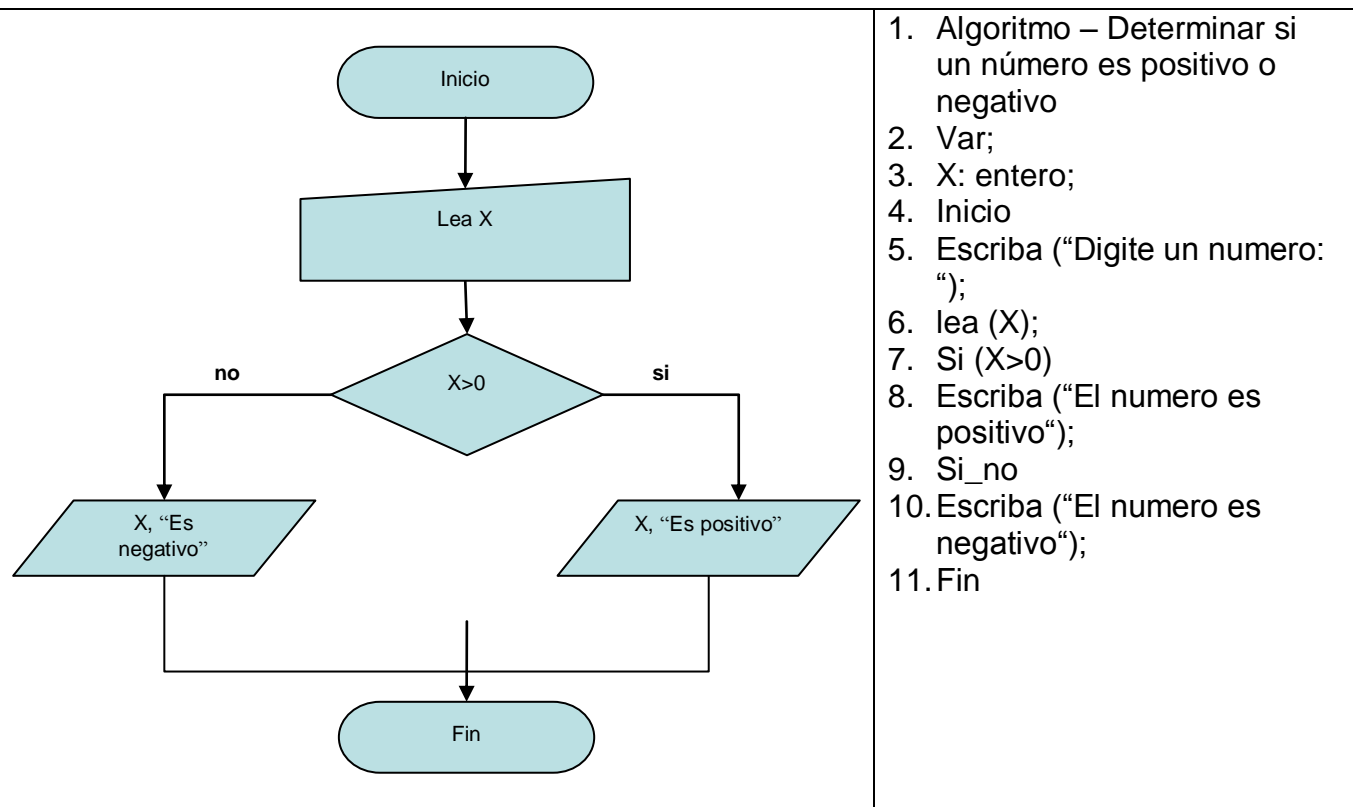 Inicio
Lea X
X>0
no
si
X, “Es
negativo”
X, “Es positivo”
Fin
1. Algoritmo – Determinar si
un número es positivo o
negativo
2. Var;
3. X: entero;
4. Inicio
5. Escriba (“Digite un numero:
“);
6. lea (X);
7. Si (X>0)
8. Escriba (“El numero es
positivo“);
9. Si_no
10. Escriba (“El numero es
negativo“);
11. Fin